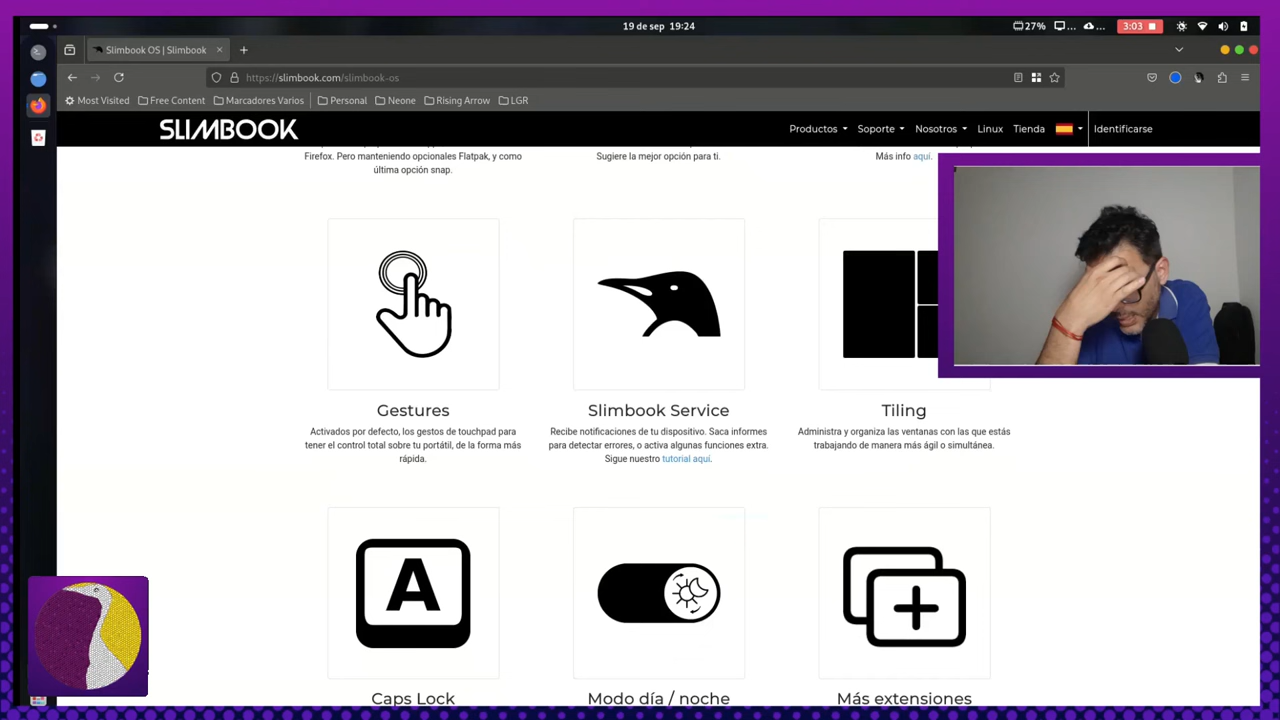 19 de sep 19:24
27%
...
...
3:03
Slimbook OS | Slimbook
https://slimbook.com/slimbook-os
Most Visited
Free Content
Marcadores Varios
Personal
Neone
Rising Arrow
LGR
SLIMBOOK
Productos
Soporte
Nosotros
Linux
Tienda
Identificarse
Firefox. Pero manteniendo opcionales Flatpak, y como
última opción snap.
Sugiere la mejor opción para ti.
Más info aquí.
Gestures
Activados por defecto, los gestos de touchpad para
tener el control total sobre tu portátil, de la forma más
rápida.
Slimbook Service
Recibe notificaciones de tu dispositivo. Saca informes
para detectar errores, o activa algunas funciones extra.
Sigue nuestro tutorial aquí.
Tiling
Administra y organiza las ventanas con las que estás
trabajando de manera más ágil o simultánea.
A
Caps Lock
Modo día / noche
Más extensiones